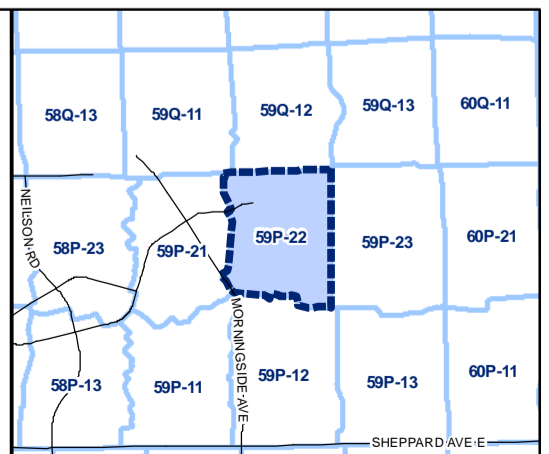 58Q-13
59Q-11
59Q-12
59Q-13
60Q-11
NEILSON RD
58P-23
59P-21
59P-22
59P-23
60P-21
MORNINGSIDE AVE
58P-13
59P-11
59P-12
59P-13
60P-11
SHEPPARD AVE E